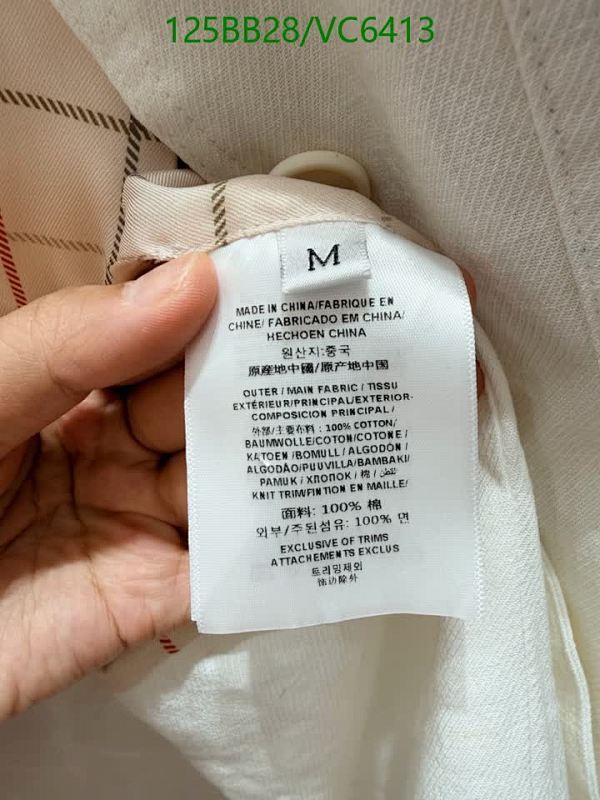 125BB28/VC6413
M
MADE IN CHINA/FABRIQUE EN
CHINE/ FABRICADO EM CHINA/
HECHOEN CHINA
원산지:중국
原産地中國/原产地中国
OUTER / MAIN FABRIC / TISSU
EXTÉRIEUR/PRINCIPAL/EXTERIOR-
COMPOSICIÓN PRINCIPAL /
外部/主要布料 : 100% COTTON/
BAUMWOLLE/COTON/COTONE /
KATOEN /BOMULL / ALGODÓN /
ALGODÃO/PUUVILLA/BAMBAKI/
PAMUK / ХЛОПОК / 棉 / قطن /
KNIT TRIM/FINTION EN MAILLE/
面料: 100% 棉
외부/주된섬유: 100% 면
EXCLUSIVE OF TRIMS
ATTACHEMENTS EXCLUS
트리밍제외
饰边除外